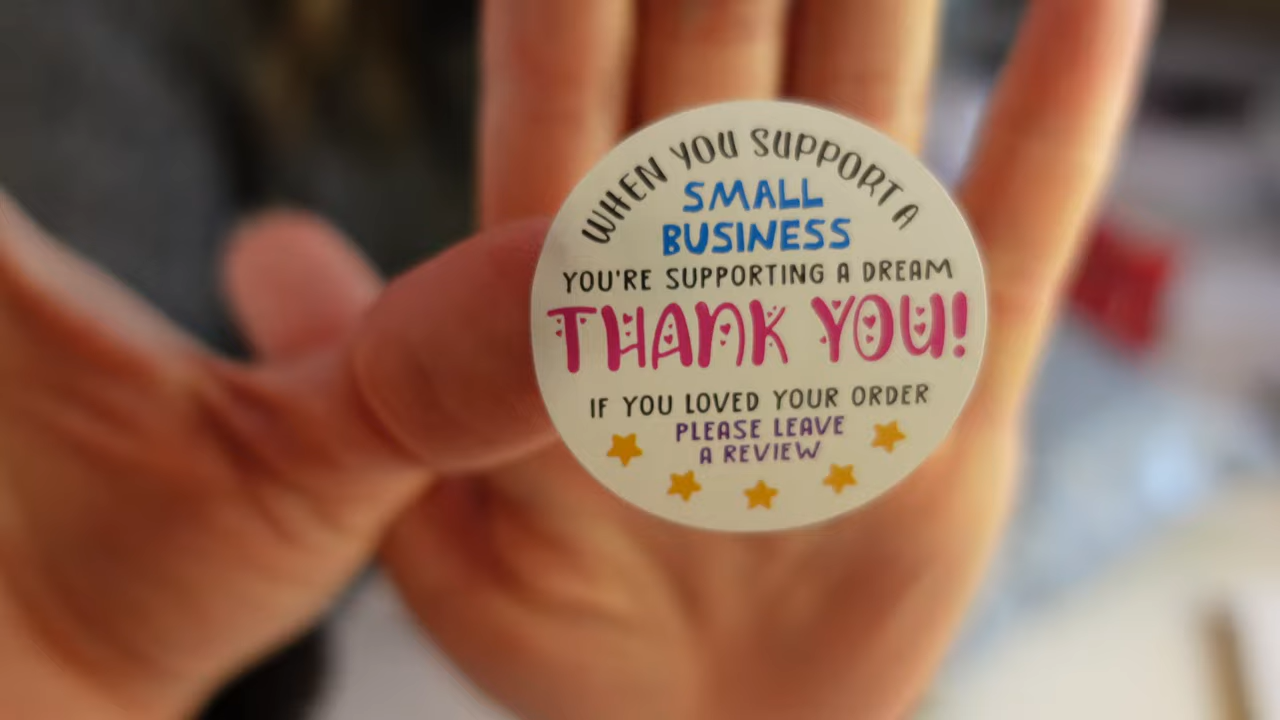 WHEN YOU SUPPORT A
SMALL
BUSINESS
YOU'RE SUPPORTING A DREAM
THANK YOU!
IF YOU LOVED YOUR ORDER
PLEASE LEAVE
A REVIEW